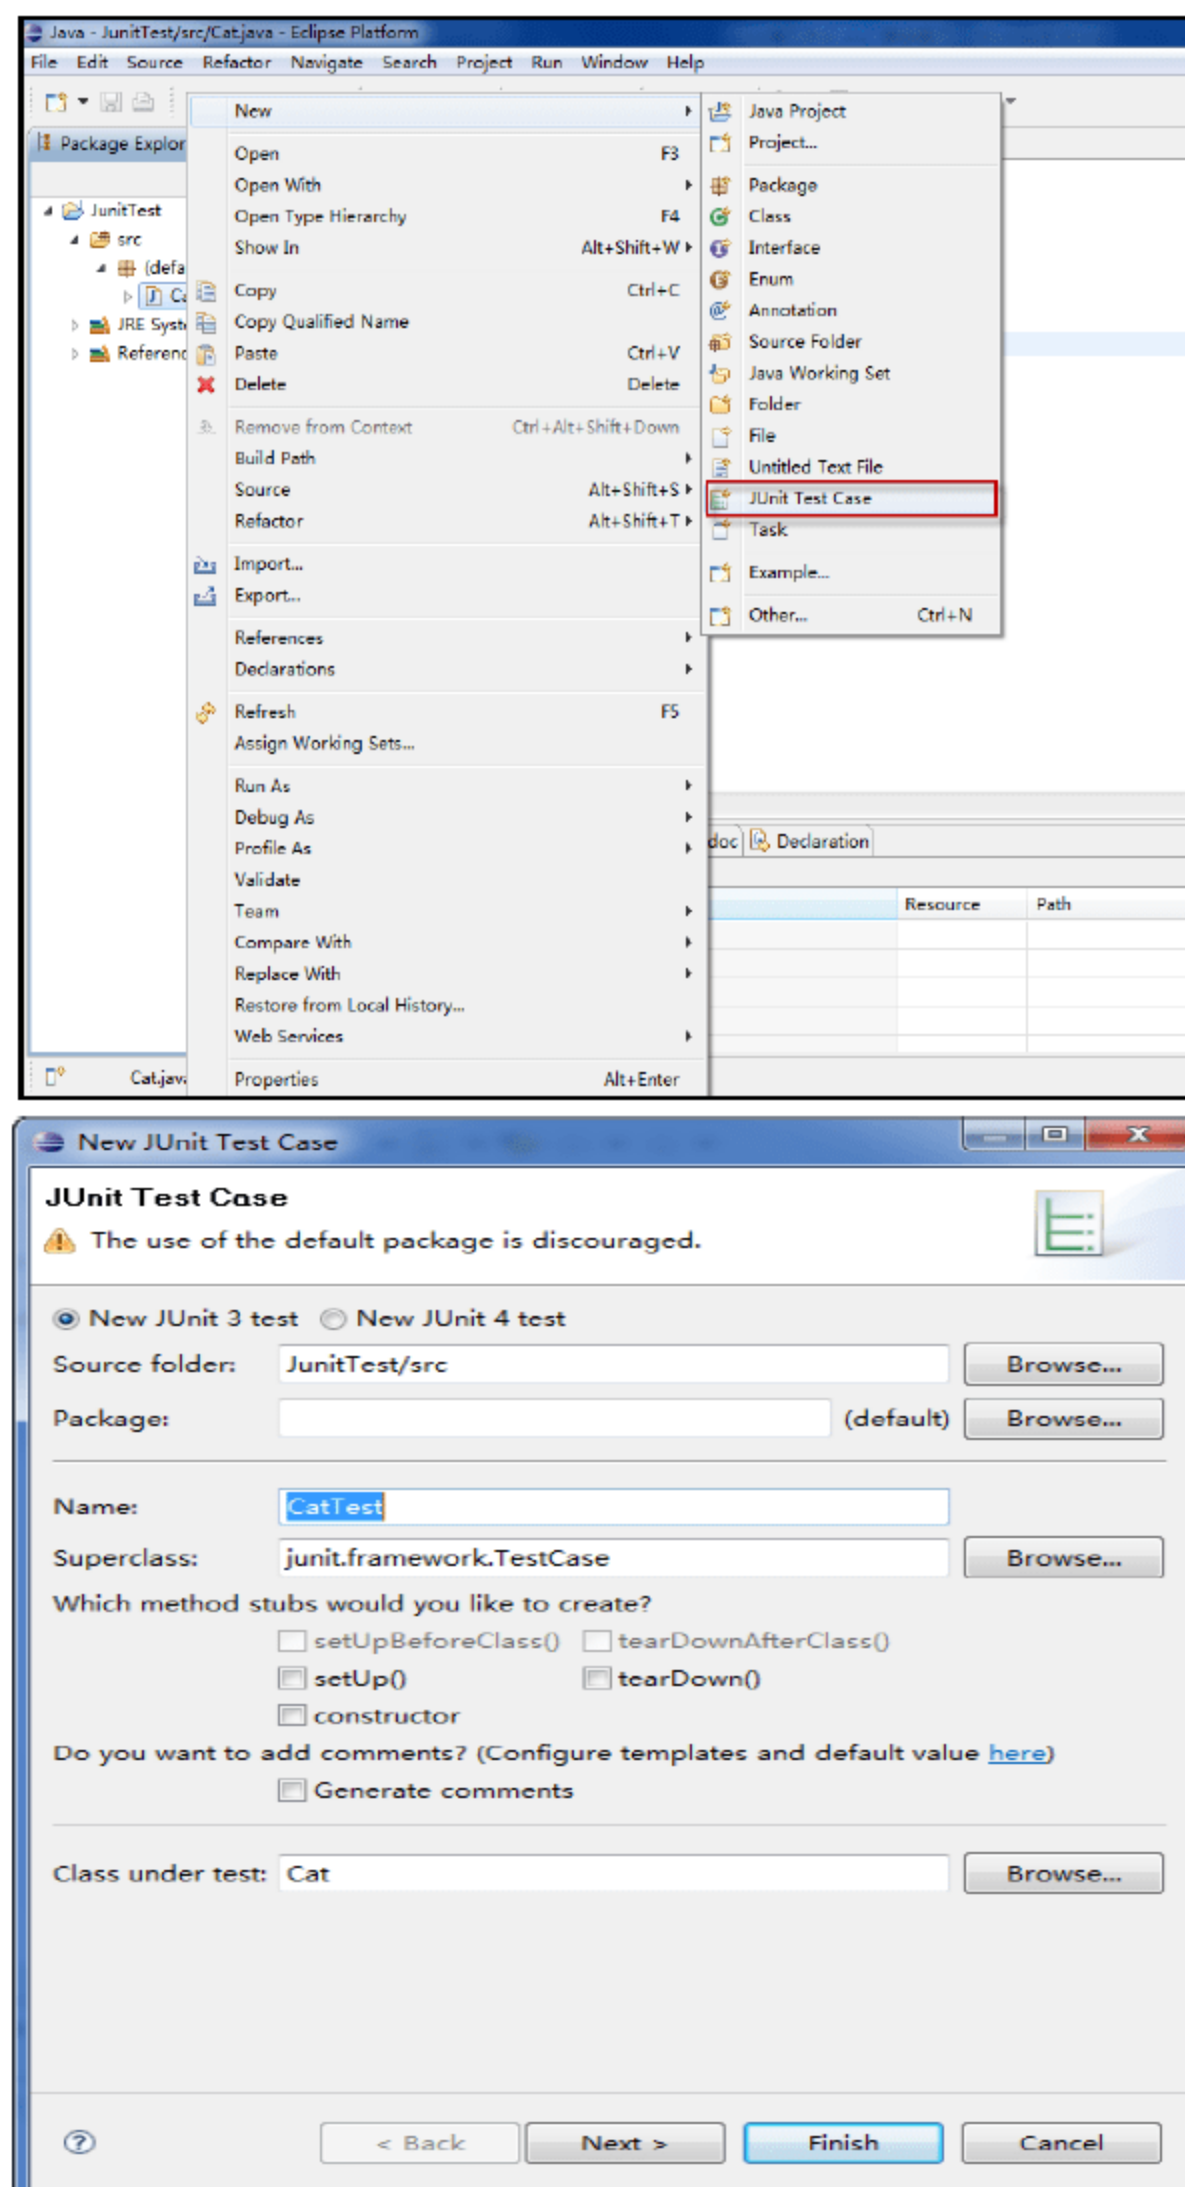 Java - JunitTest/src/Cat.java - Eclipse Platform
File Edit Source Refactor Navigate Search Project Run Window Help
Package Explor
JunitTest
src
(defa
Ca
JRE Syst
Referenc
New
Open F3
Open With
Open Type Hierarchy F4
Show In Alt+Shift+W
Copy Ctrl+C
Copy Qualified Name
Paste Ctrl+V
Delete Delete
Remove from Context Ctrl+Alt+Shift+Down
Build Path
Source Alt+Shift+S
Refactor Alt+Shift+T
Import...
Export...
References
Declarations
Refresh F5
Assign Working Sets...
Run As
Debug As
Profile As
Validate
Team
Compare With
Replace With
Restore from Local History...
Web Services
Properties Alt+Enter
Java Project
Project...
Package
Class
Interface
Enum
Annotation
Source Folder
Java Working Set
Folder
File
Untitled Text File
JUnit Test Case
Task
Example...
Other... Ctrl+N
doc Declaration
Resource Path
Cat.java
New JUnit Test Case
JUnit Test Case
The use of the default package is discouraged.
New JUnit 3 test New JUnit 4 test
Source folder: JunitTest/src Browse...
Package: (default) Browse...
Name: CatTest
Superclass: junit.framework.TestCase Browse...
Which method stubs would you like to create?
setUpBeforeClass() tearDownAfterClass()
setUp() tearDown()
constructor
Do you want to add comments? (Configure templates and default value here)
Generate comments
Class under test: Cat Browse...
? < Back Next > Finish Cancel